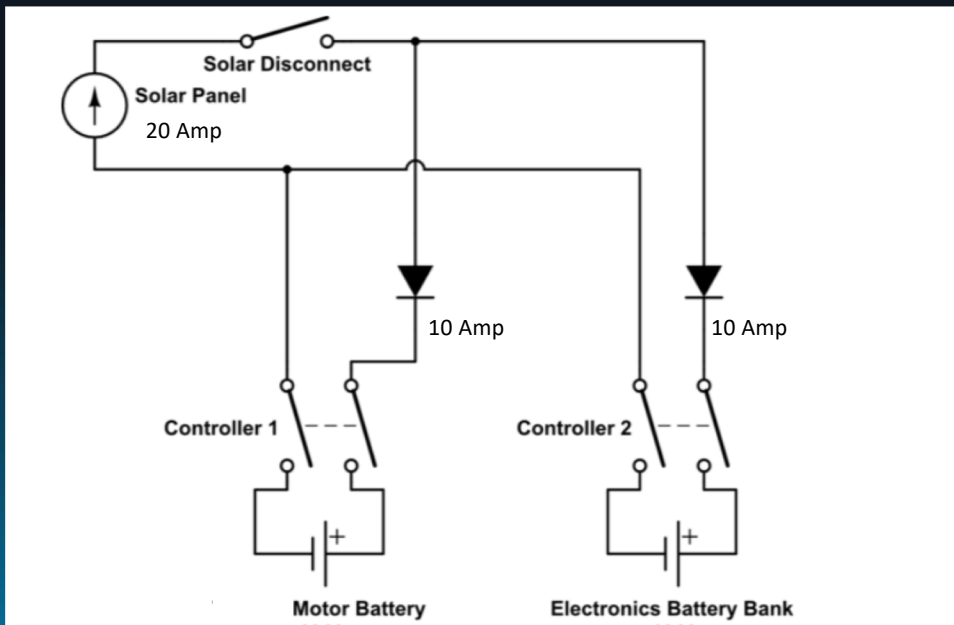 Solar Disconnect
Solar Panel
20 Amp
10 Amp
10 Amp
Controller 1
Controller 2
+
+
Motor Battery
Electronics Battery Bank